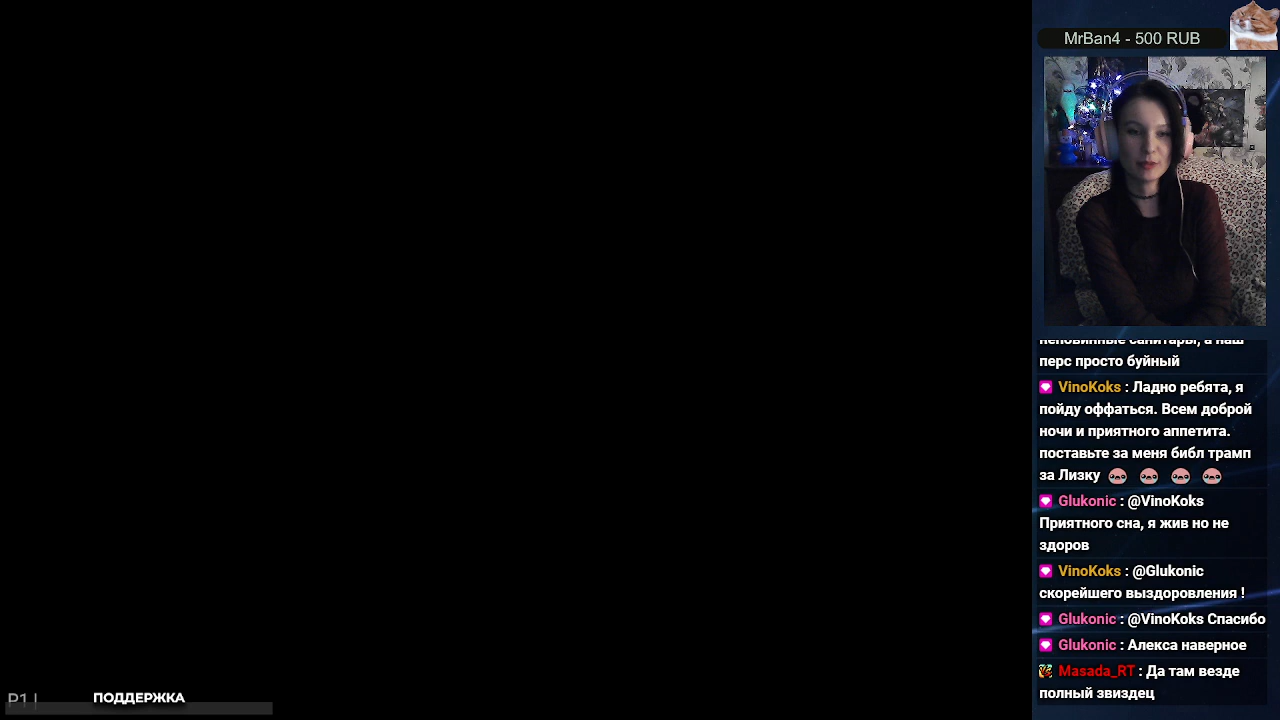 MrBan4 - 500 RUB
перс просто буйный
VinoKoks : Ладно ребята, я
пойду оффаться. Всем доброй
ночи и приятного аппетита.
поставьте за меня библ трамп
за Лизку
Glukonic : @VinoKoks
Приятного сна, я жив но не
здоров
VinoKoks : @Glukonic
скорейшего выздоровления !
Glukonic : @VinoKoks Спасибо
Glukonic : Алекса наверное
Masada_RT : Да там везде
полный звиздец
ПОДДЕРЖКА